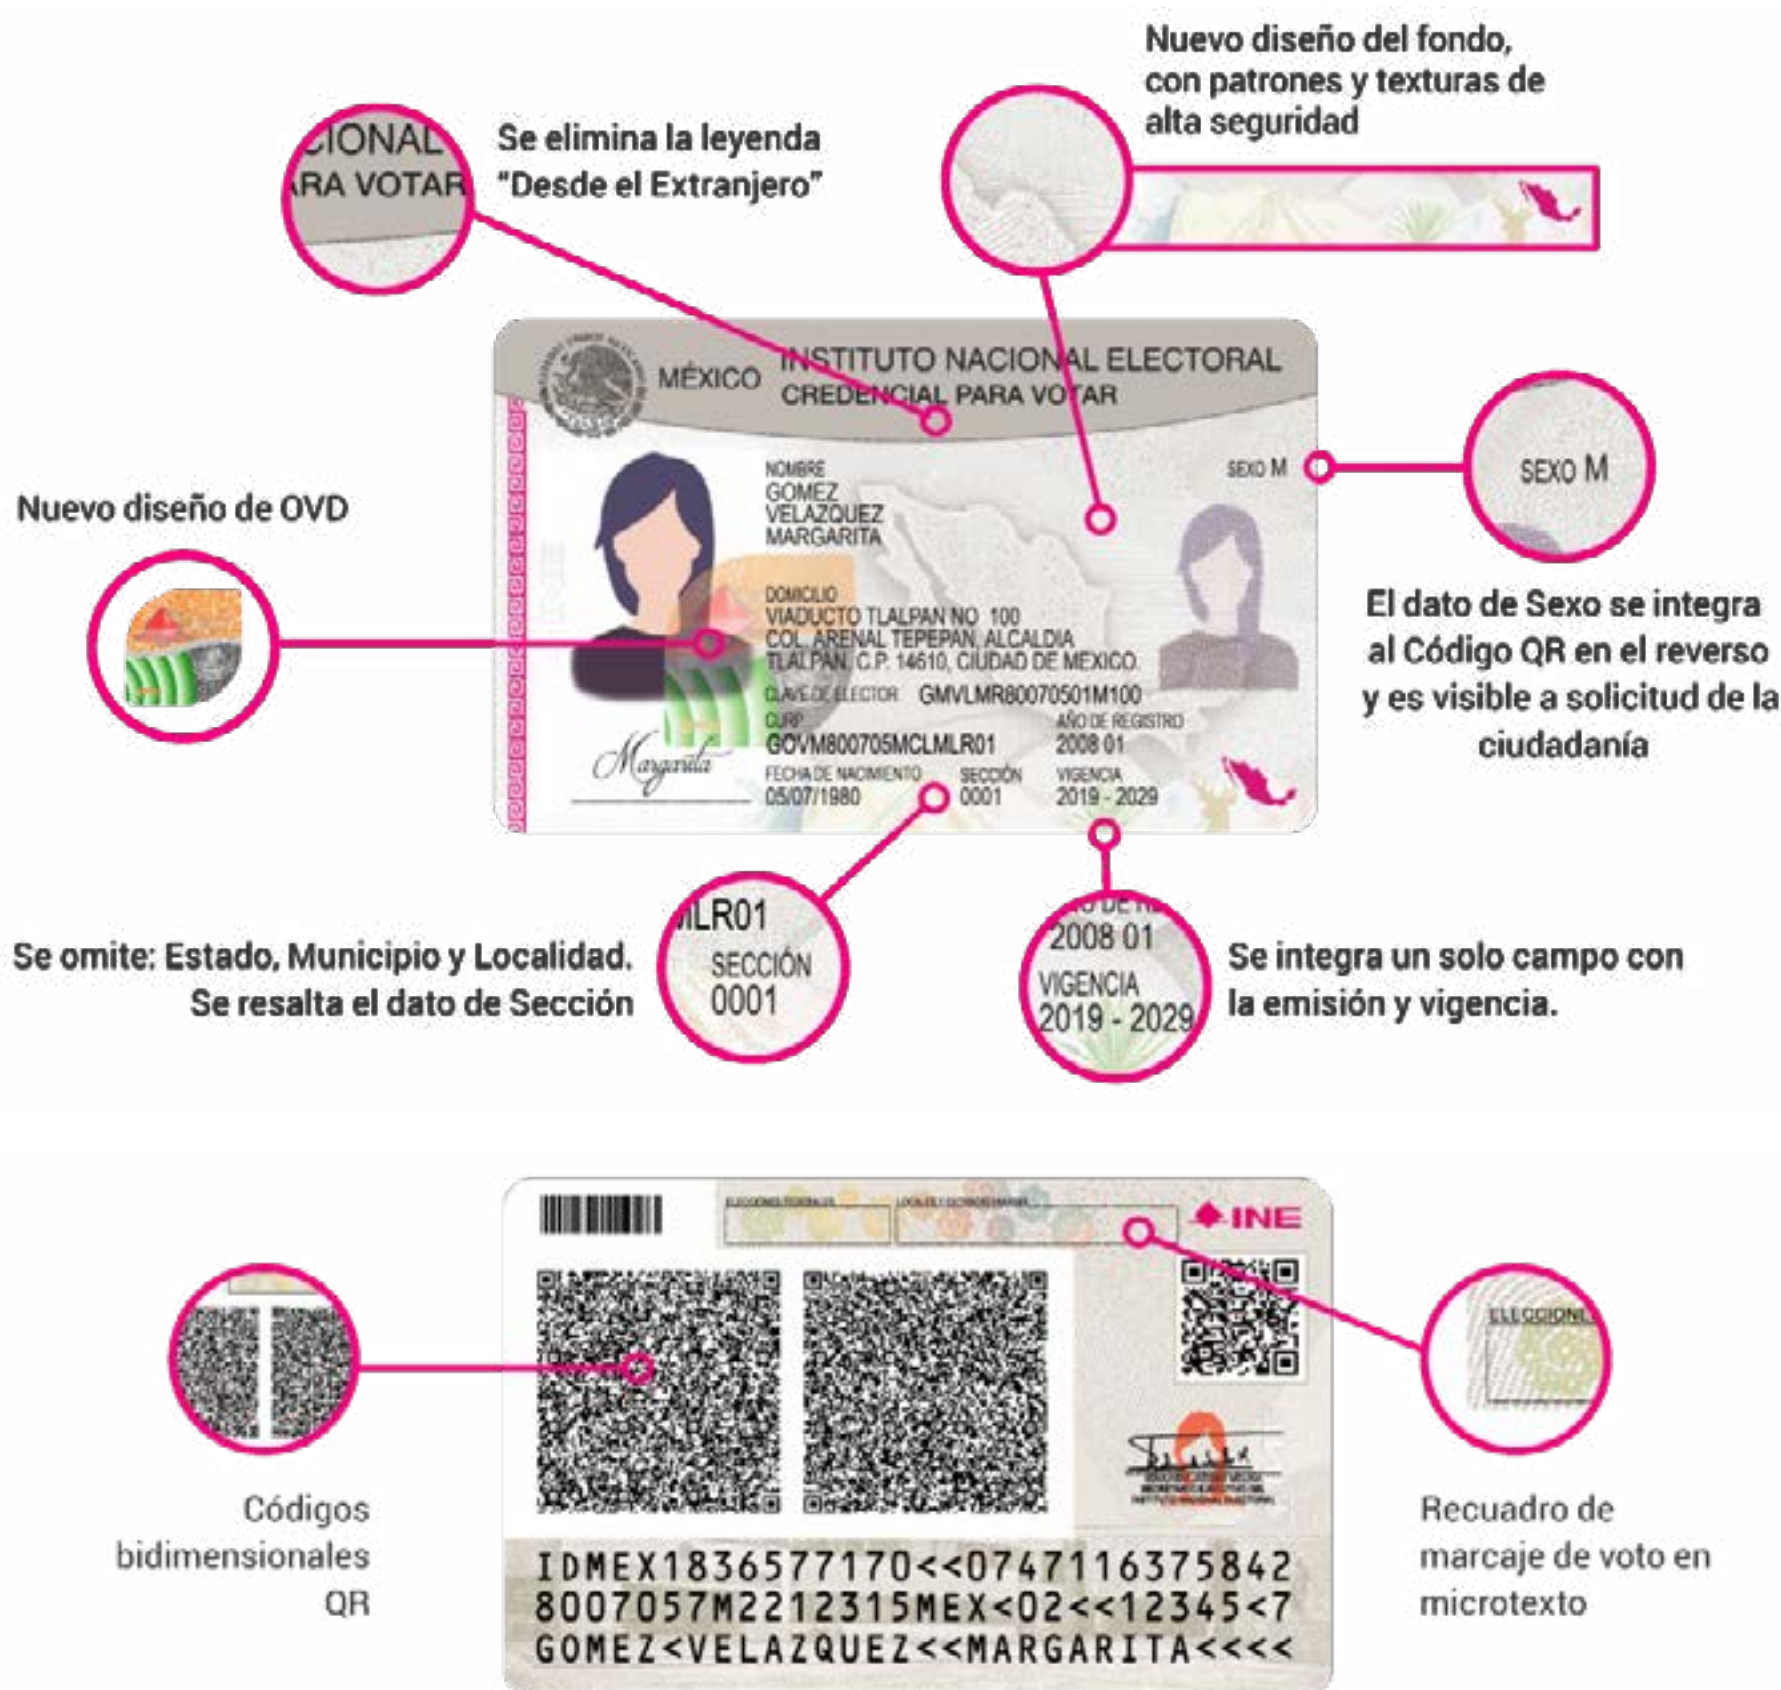 Nuevo diseño del fondo,
con patrones y texturas de
alta seguridad
CIONAL
ARA VOTAR
Se elimina la leyenda
"Desde el Extranjero"
MÉXICO
INSTITUTO NACIONAL ELECTORAL
CREDENCIAL PARA VOTAR
NOMBRE
GOMEZ
VELAZQUEZ
MARGARITA
SEXO M
SEXO M
Nuevo diseño de OVD
DOMICILIO
VIADUCTO TLALPAN NO 100
COL. ARENAL TEPEPAN, ALCALDIA
TLALPAN, C.P. 14610, CIUDAD DE MEXICO.
CLAVE DE ELECTOR GMVLMR80070501M100
CURP
GOVM800705MCLMLR01
AÑO DE REGISTRO
2008 01
FECHA DE NACIMIENTO
05/07/1980
SECCIÓN
0001
VIGENCIA
2019 - 2029
Margarita
El dato de Sexo se integra
al Código QR en el reverso
y es visible a solicitud de la
ciudadanía
Se omite: Estado, Municipio y Localidad.
Se resalta el dato de Sección
MLR01
SECCIÓN
0001
2008 01
VIGENCIA
2019 - 2029
Se integra un solo campo con
la emisión y vigencia.
ELECCIONES FEDERALES
INE
Códigos
bidimensionales
QR
ELECCIONE
Recuadro de
marcaje de voto en
microtexto
IDMEX1836577170<<0747116375842
8007057M2212315MEX<02<<12345<7
GOMEZ<VELAZQUEZ<<MARGARITA<<<<